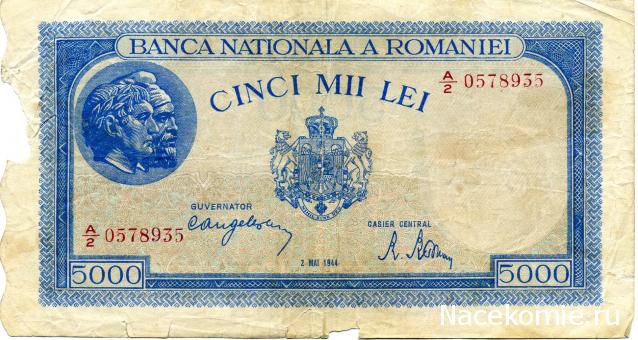 BANCA NATIONALA A ROMANIEI
CINCI MII LEI
A/2 0578935
GUVERNATOR
CASIER CENTRAL
A/2 0578935
2 MAI 1944
5000
5000
Nacekomie.ru